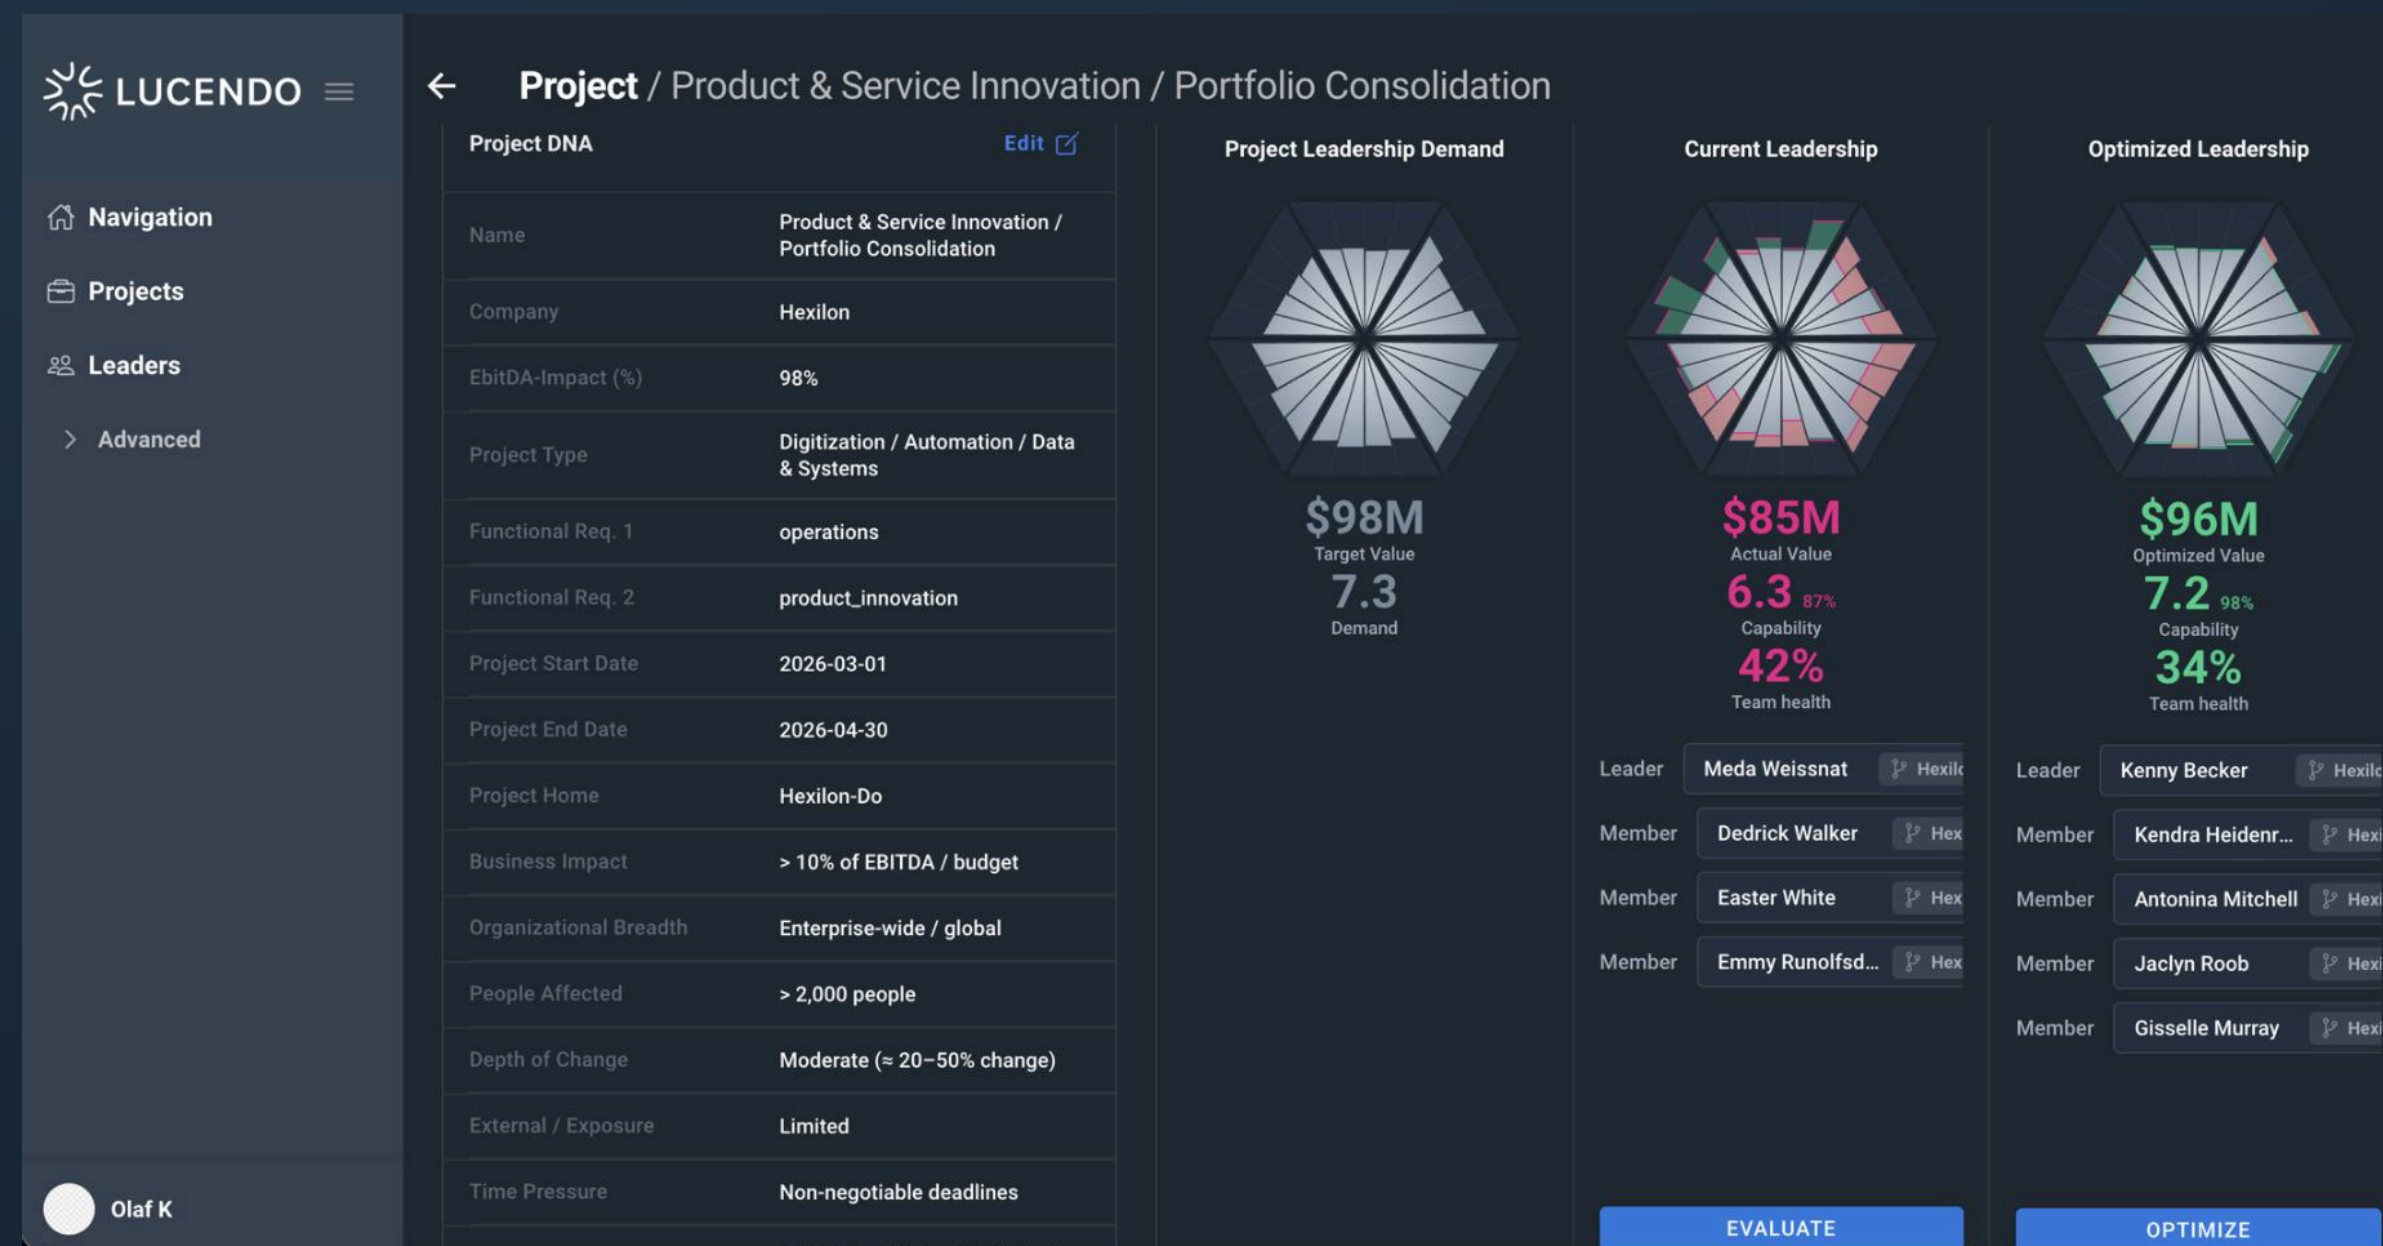 LUCENDO
Navigation
Projects
Leaders
Advanced
Olaf K
Project / Product & Service Innovation / Portfolio Consolidation
Project DNA
Edit
Name
Product & Service Innovation /
Portfolio Consolidation
Company
Hexilon
EbitDA-Impact (%)
98%
Project Type
Digitization / Automation / Data
& Systems
Functional Req. 1
operations
Functional Req. 2
product_innovation
Project Start Date
2026-03-01
Project End Date
2026-04-30
Project Home
Hexilon-Do
Business Impact
> 10% of EBITDA / budget
Organizational Breadth
Enterprise-wide / global
People Affected
> 2,000 people
Depth of Change
Moderate (≈ 20–50% change)
External / Exposure
Limited
Time Pressure
Non-negotiable deadlines
Project Leadership Demand
$98M
Target Value
7.3
Demand
Current Leadership
$85M
Actual Value
6.3 87%
Capability
42%
Team health
Leader Meda Weissnat Hexilo
Member Dedrick Walker Hex
Member Easter White Hex
Member Emmy Runolfsd... Hex
EVALUATE
Optimized Leadership
$96M
Optimized Value
7.2 98%
Capability
34%
Team health
Leader Kenny Becker Hexilo
Member Kendra Heidenr... Hexi
Member Antonina Mitchell Hexi
Member Jaclyn Roob Hexi
Member Gisselle Murray Hexi
OPTIMIZE